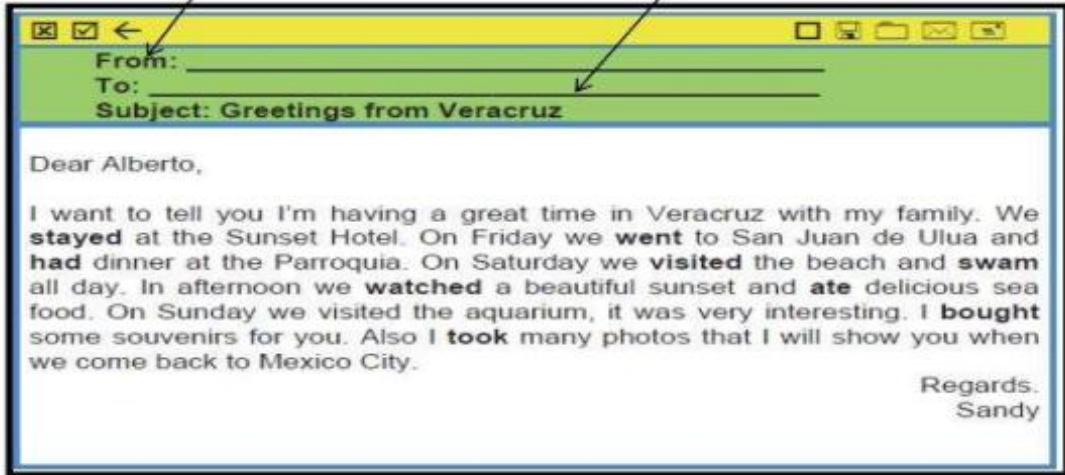 From:
To:
Subject: Greetings from Veracruz
Dear Alberto,
I want to tell you I'm having a great time in Veracruz with my family. We
stayed at the Sunset Hotel. On Friday we went to San Juan de Ulua and
had dinner at the Parroquia. On Saturday we visited the beach and swam
all day. In afternoon we watched a beautiful sunset and ate delicious sea
food. On Sunday we visited the aquarium, it was very interesting. I bought
some souvenirs for you. Also I took many photos that I will show you when
we come back to Mexico City.
Regards.
Sandy